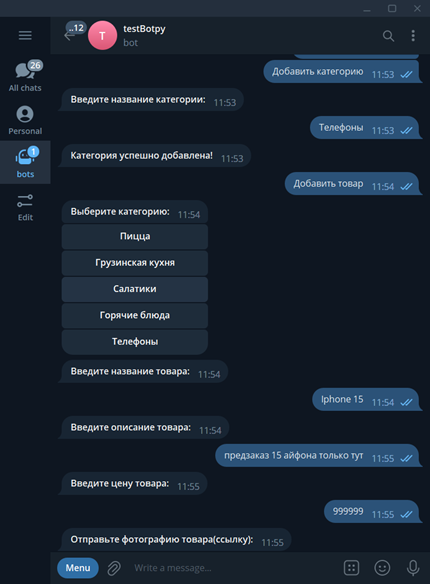 ..12
T
testBotpy
bot
26
All chats
Personal
1
bots
Edit
Добавить категорию 11:53
Введите название категории: 11:53
Телефоны 11:53
Категория успешно добавлена! 11:53
Добавить товар 11:54
Выберите категорию: 11:54
Пицца
Грузинская кухня
Салатики
Горячие блюда
Телефоны
Введите название товара: 11:54
Iphone 15 11:54
Введите описание товара: 11:54
предзаказ 15 айфона только тут 11:55
Введите цену товара: 11:55
999999 11:55
Отправьте фотографию товара(ссылку): 11:55
Menu
Write a message...